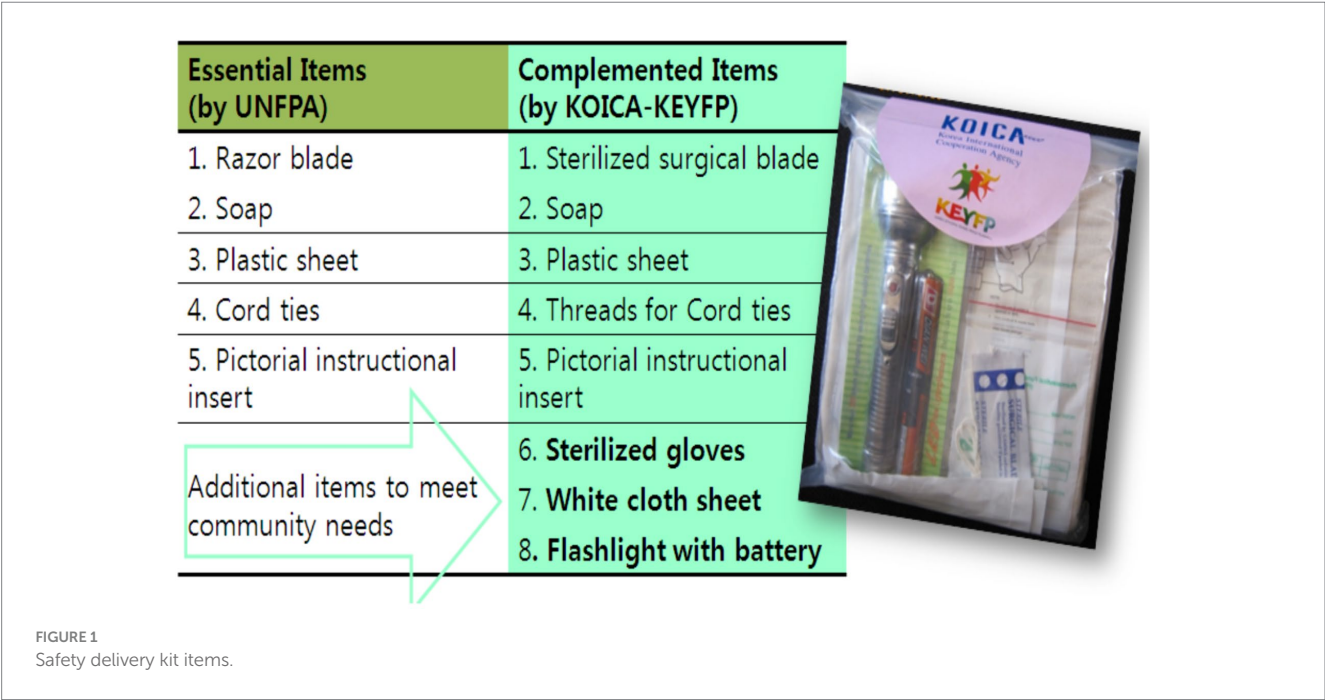 Essential Items
(by UNFPA)
Complemented Items
(by KOICA-KEYFP)
1. Razor blade
1. Sterilized surgical blade
2. Soap
2. Soap
3. Plastic sheet
3. Plastic sheet
4. Cord ties
4. Threads for Cord ties
5. Pictorial instructional
insert
5. Pictorial instructional
insert
Additional items to meet
community needs
6. Sterilized gloves
7. White cloth sheet
8. Flashlight with battery
KOICA
Korea International
Cooperation Agency
KEYFP
FIGURE 1
Safety delivery kit items.